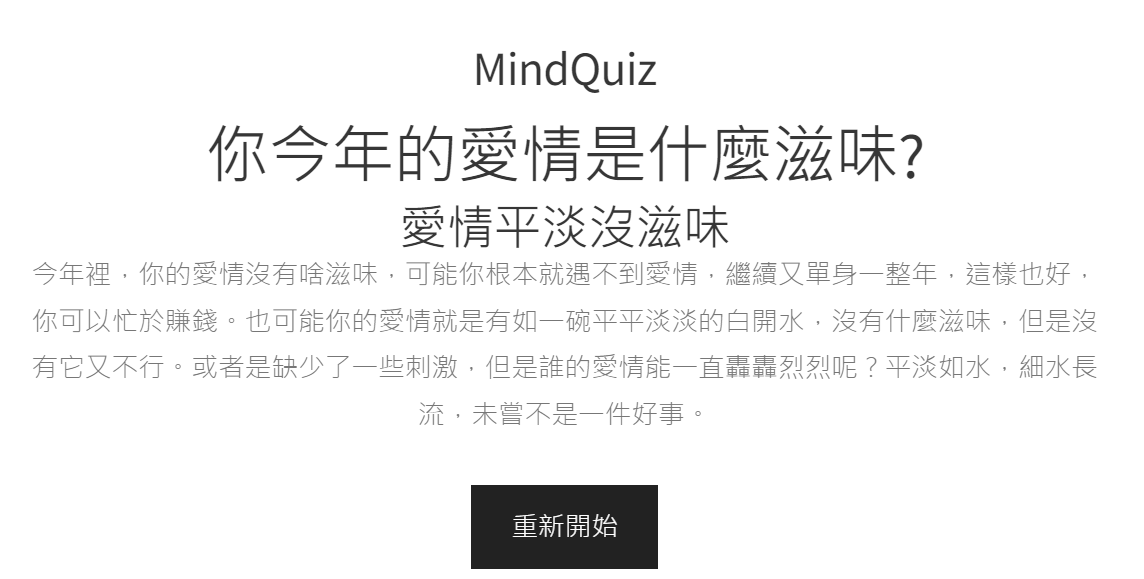 MindQuiz
你今年的愛情是什麼滋味?
愛情平淡沒滋味
今年裡，你的愛情沒有啥滋味，可能你根本就遇不到愛情，繼續又單身一整年，這樣也好，
你可以忙於賺錢。也可能你的愛情就是有如一碗平平淡淡的白開水，沒有什麼滋味，但是沒
有它又不行。或者是缺少了一些刺激，但是誰的愛情能一直轟轟烈烈呢？平淡如水，細水長
流，未嘗不是一件好事。
重新開始